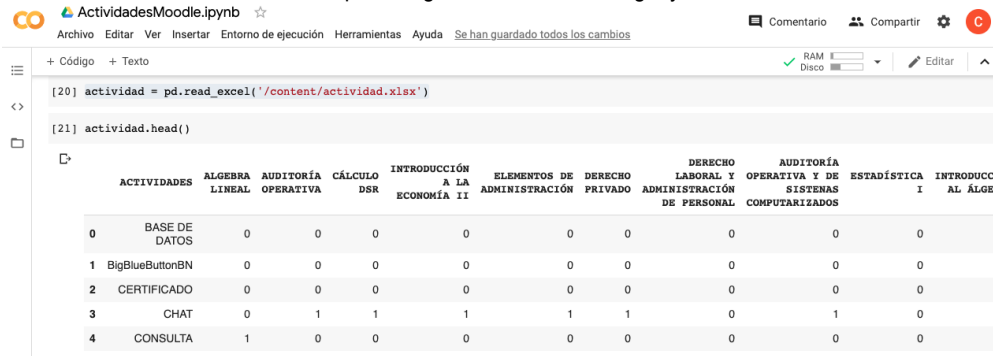 ActividadesMoodle.ipynb
Comentario Compartir C
Archivo Editar Ver Insertar Entorno de ejecución Herramientas Ayuda Se han guardado todos los cambios
+ Código + Texto
RAM
Disco
Editar
[20] actividad = pd.read_excel('/content/actividad.xlsx')
[21] actividad.head()
ACTIVIDADES ALGEBRA LINEAL AUDITORÍA OPERATIVA CÁLCULO DSR INTRODUCCIÓN A LA ECONOMÍA II ELEMENTOS DE ADMINISTRACIÓN DERECHO PRIVADO DERECHO LABORAL Y ADMINISTRACIÓN DE PERSONAL AUDITORÍA OPERATIVA Y DE SISTENAS COMPUTARIZADOS ESTADÍSTICA I INTRODUCC AL ÁLGE
0 BASE DE DATOS 0 0 0 0 0 0 0 0 0
1 BigBlueButtonBN 0 0 0 0 0 0 0 0 0
2 CERTIFICADO 0 0 0 0 0 0 0 0 0
3 CHAT 0 1 1 1 1 1 0 1 0
4 CONSULTA 1 0 0 0 0 0 0 0 0